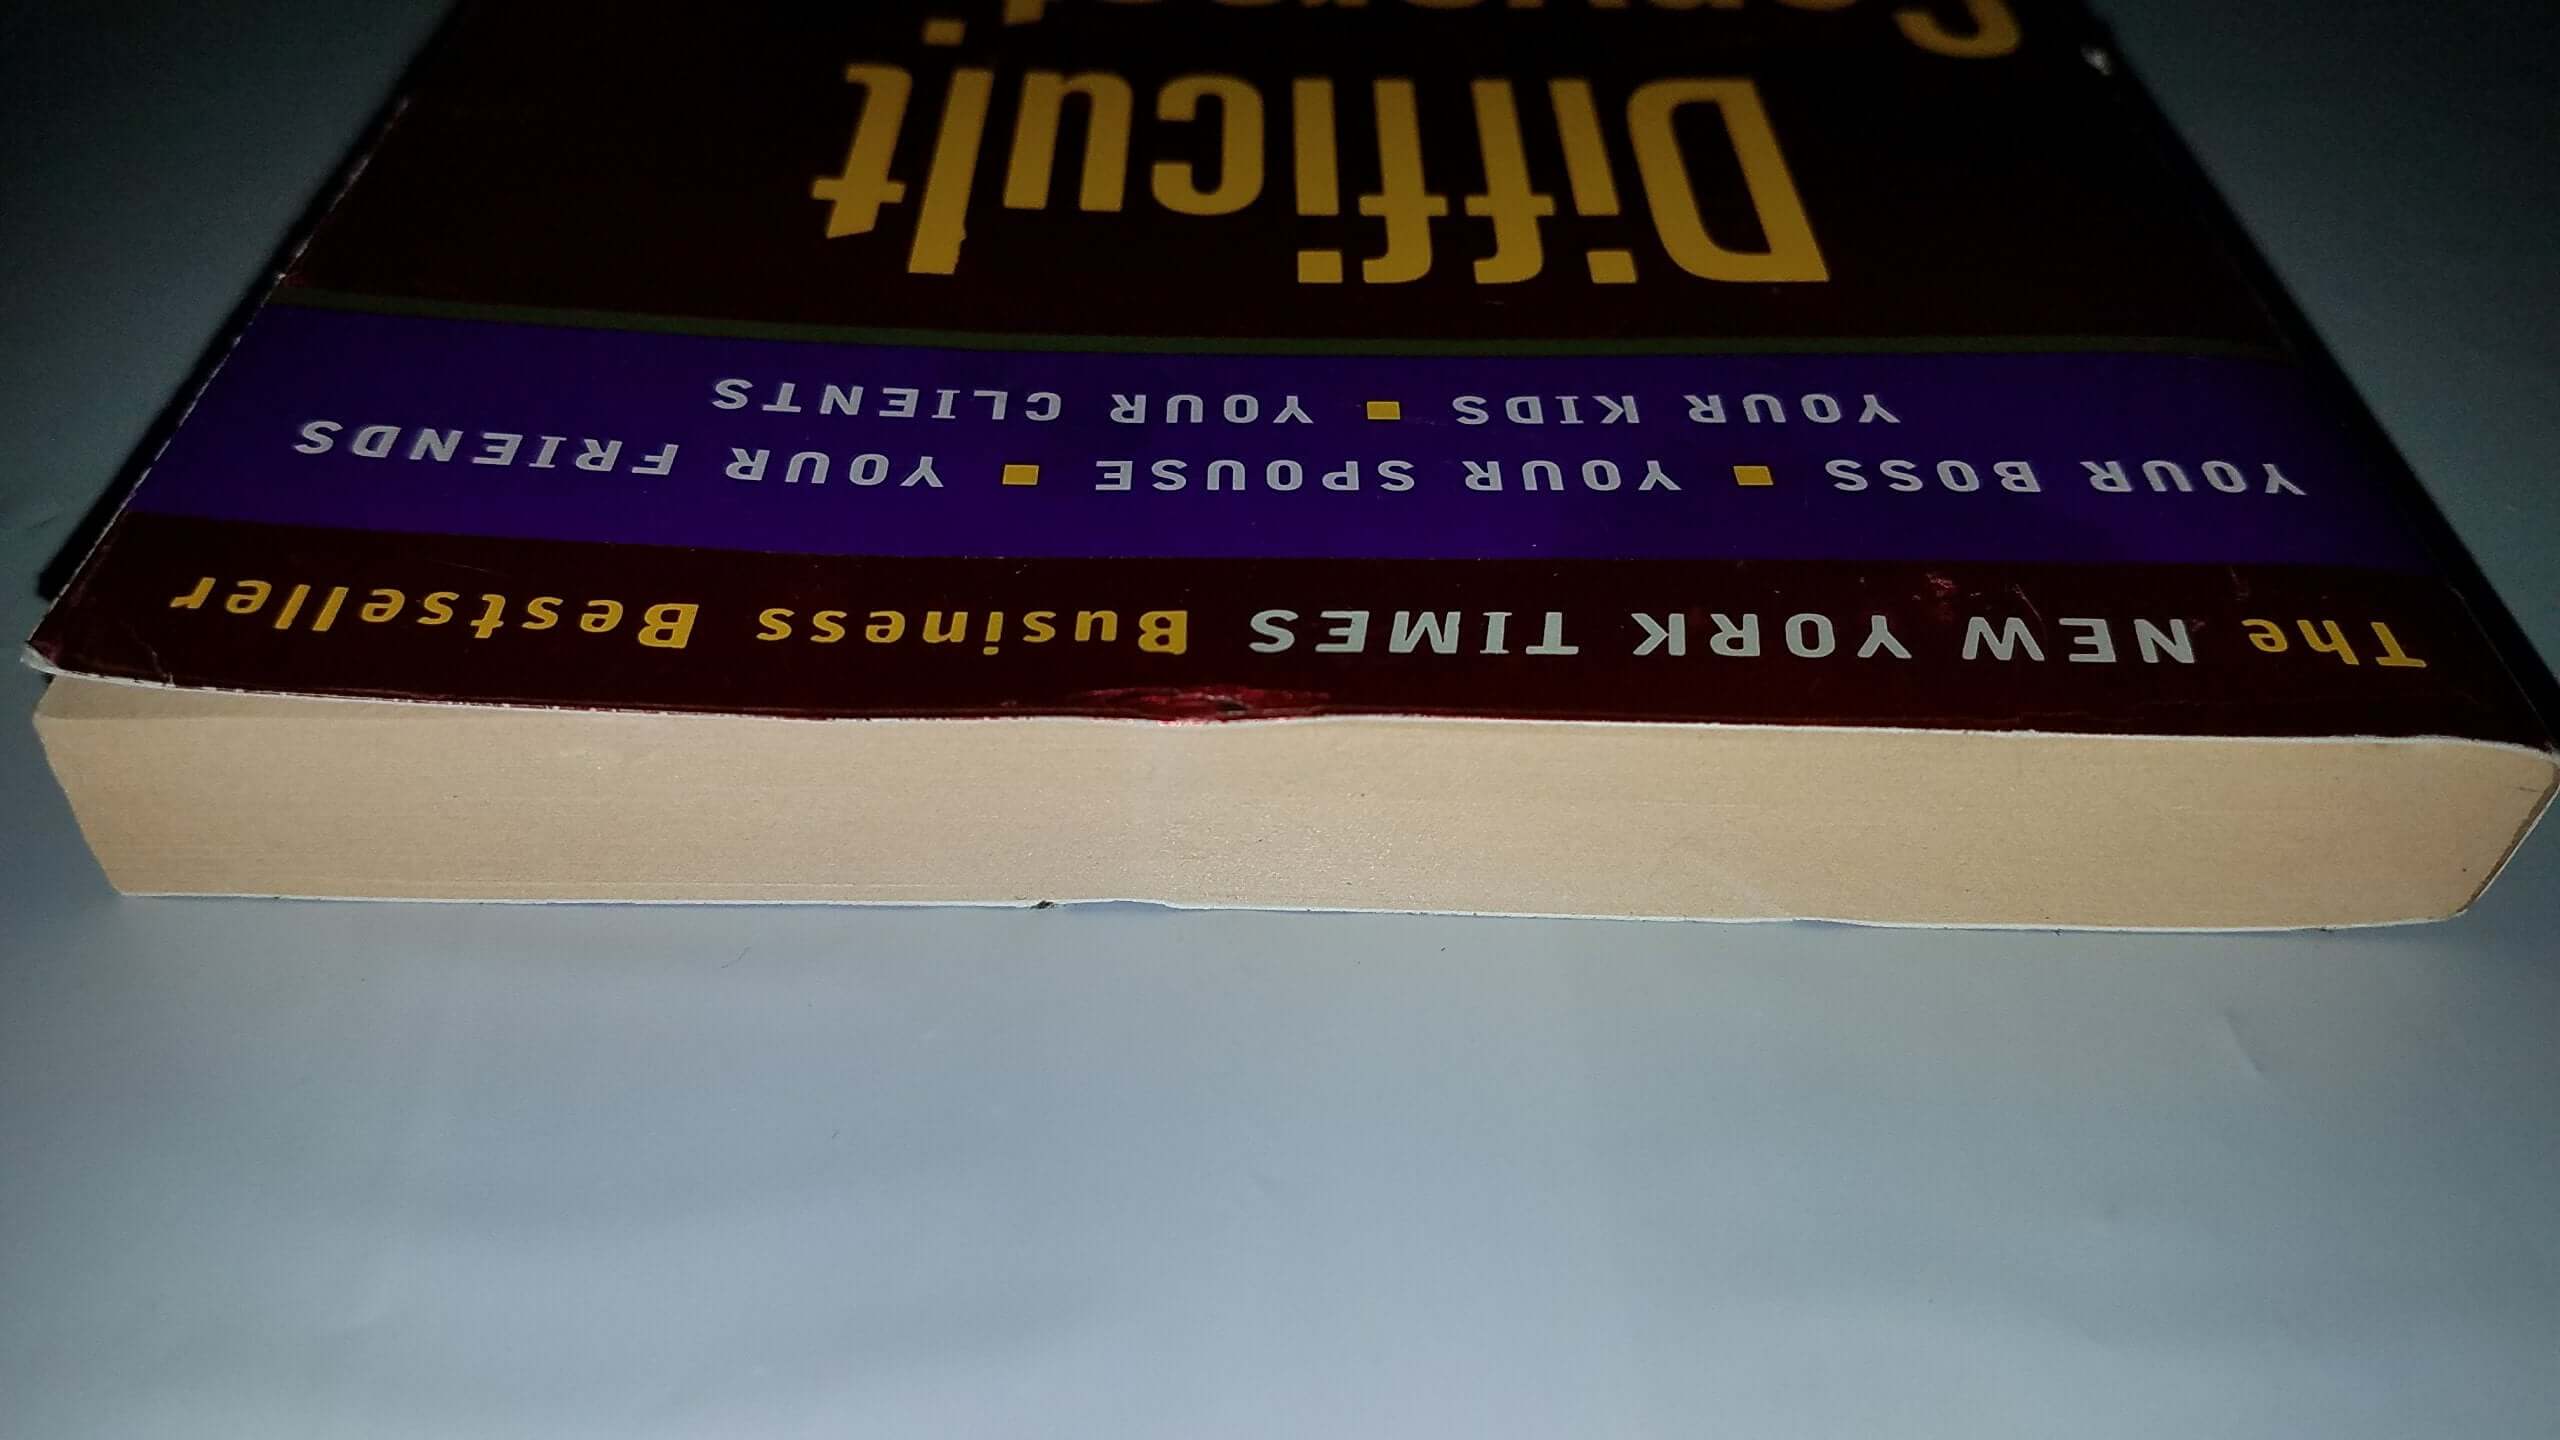 The NEW YORK TIMES Business Bestseller
YOUR BOSS ▪ YOUR SPOUSE ▪ YOUR FRIENDS
YOUR KIDS ▪ YOUR CLIENTS
Difficult